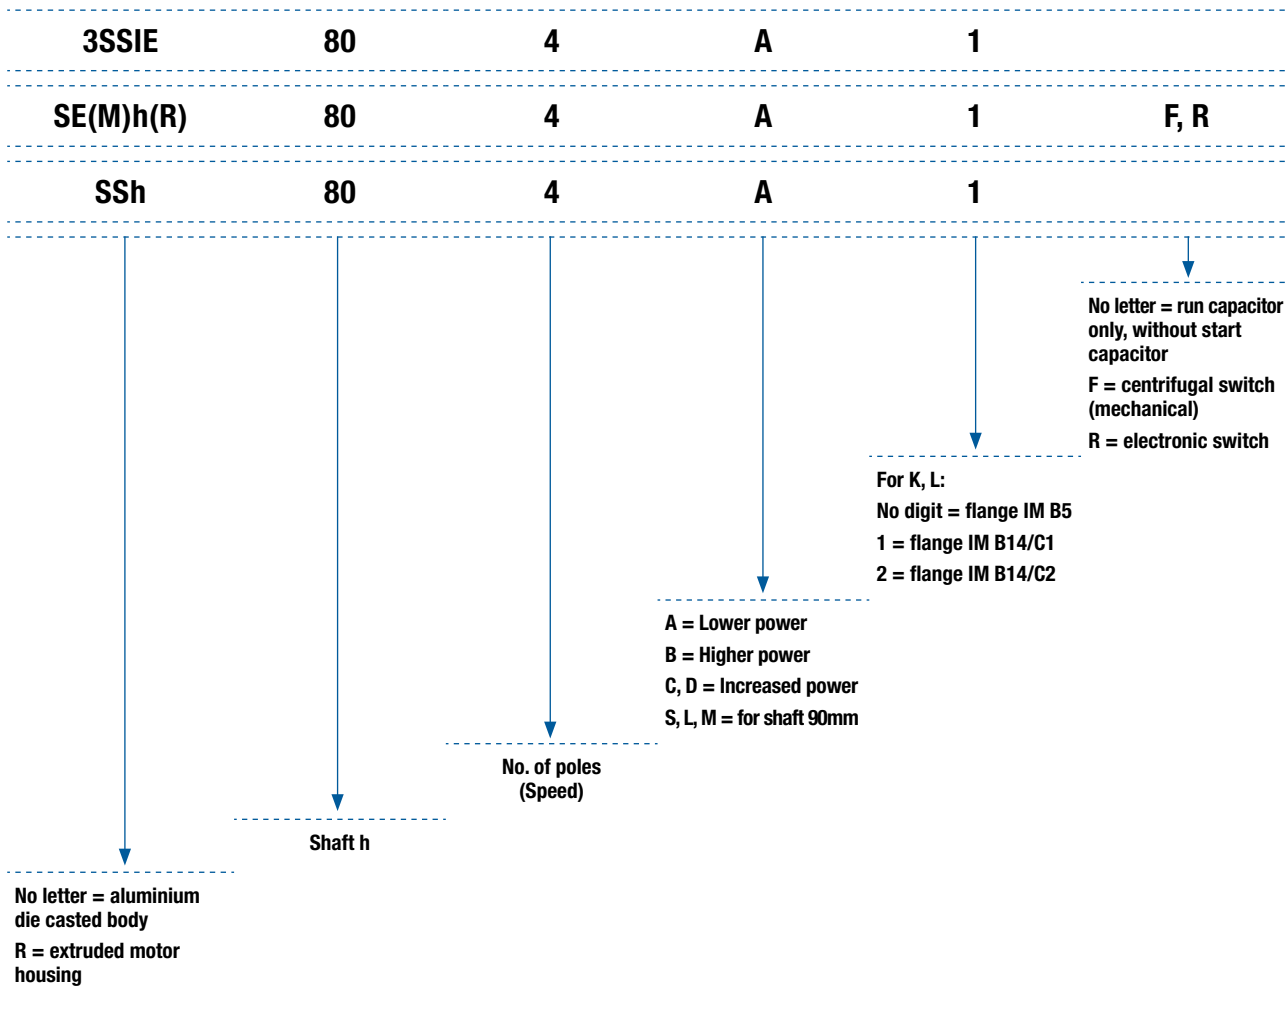 3SSIE 80 4 A 1
SE(M)h(R) 80 4 A 1 F, R
SSh 80 4 A 1
No letter = run capacitor
only, without start
capacitor
F = centrifugal switch
(mechanical)
R = electronic switch
For K, L:
No digit = flange IM B5
1 = flange IM B14/C1
2 = flange IM B14/C2
A = Lower power
B = Higher power
C, D = Increased power
S, L, M = for shaft 90mm
No. of poles
(Speed)
Shaft h
No letter = aluminium
die casted body
R = extruded motor
housing